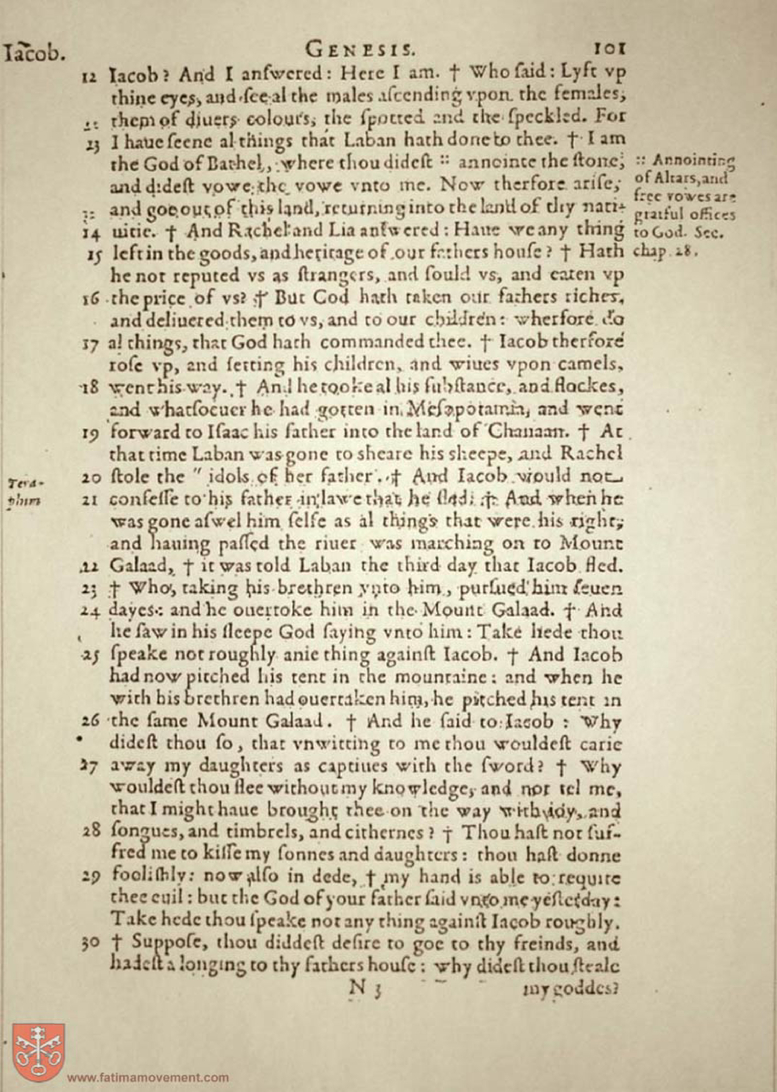 Iacob.
GENESIS.
101
12 Iacob? And I anſwered: Here I am. † Who ſaid: Lyft vp
thine eyes, and ſee al the males aſcending vpon the females,
:: them of diuers colours, the ſpotted and the ſpeckled. For
13 I haue ſeene al things that Laban hath done to thee. † I am
the God of Bethel, where thou dideſt :: annointe the ſtone,
and dideſt vowe the vowe vnto me. Now therfore ariſe,
:: and goe out of this land, returning into the land of thy nati-
14 uitie. † And Rachel and Lia anſwered: Haue we any thing
15 left in the goods, and heritage of our fathers houſe? † Hath
he not reputed vs as ſtrangers, and ſould vs, and eaten vp
16 the price of vs? † But God hath taken our fathers riches,
and deliuered them to vs, and to our children: wherfore do
17 al things, that God hath commanded thee. † Iacob therfore
roſe vp, and ſetting his children, and wiues vpon camels,
18 went his way. † And he tooke al his ſubſtance, and flockes,
and whatſoeuer he had gotten in Meſopotamia, and went
19 forward to Iſaac his father into the land of Chanaan. † At
that time Laban was gone to sheare his sheepe, and Rachel
20 ſtole the " idols of her father. † And Iacob would not
21 confeſſe to his father in lawe that he fled: † And when he
was gone aſwel him ſelfe as al things that were his right,
and hauing paſſed the riuer was marching on to Mount
22 Galaad, † it was told Laban the third day that Iacob fled.
23 † Who, taking his brethren vnto him, purſued him ſeuen
24 dayes: and he ouertoke him in the Mount Galaad. † And
he ſaw in his ſleepe God ſaying vnto him: Take hede thou
25 ſpeake not roughly anie thing againſt Iacob. † And Iacob
had now pitched his tent in the mountaine: and when he
with his brethren had ouertaken him, he pitched his tent in
26 the ſame Mount Galaad. † And he ſaid to Iacob: Why
dideſt thou ſo, that vnwitting to me thou wouldeſt carie
27 away my daughters as captiues with the ſword? † Why
wouldeſt thou flee without my knowledge, and not tel me,
that I might haue brought thee on the way with ioy, and
28 ſongues, and timbrels, and cithernes? † Thou haſt not ſuf-
fred me to kiſſe my ſonnes and daughters: thou haſt donne
29 foolishly: now alſo in dede, † my hand is able to require
thee euil: but the God of your father ſaid vnto me yeſterday:
Take hede thou ſpeake not any thing againſt Iacob roughly.
30 † Suppoſe, thou diddeſt deſire to goe to thy freinds, and
hadeſt a longing to thy fathers houſe: why dideſt thou ſteale
N 3
my goddes?
:: Annointing
of Altars, and
free vowes are
gratful offices
to God. See.
chap. 28.
Tera-
phim
www.fatimamovement.com